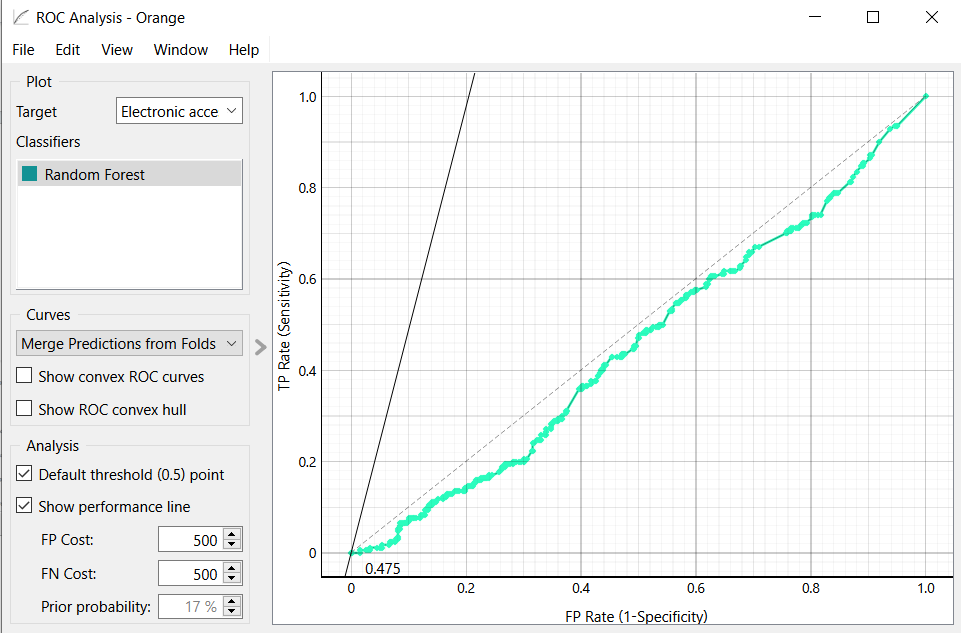 ROC Analysis - Orange
File Edit View Window Help
Plot
Target Electronic acce
Classifiers
Random Forest
Curves
Merge Predictions from Folds
Show convex ROC curves
Show ROC convex hull
Analysis
Default threshold (0.5) point
Show performance line
FP Cost: 500
FN Cost: 500
Prior probability: 17 %
TP Rate (Sensitivity)
1.0
0.8
0.6
0.4
0.2
0
0.475
0 0.2 0.4 0.6 0.8 1.0
FP Rate (1-Specificity)